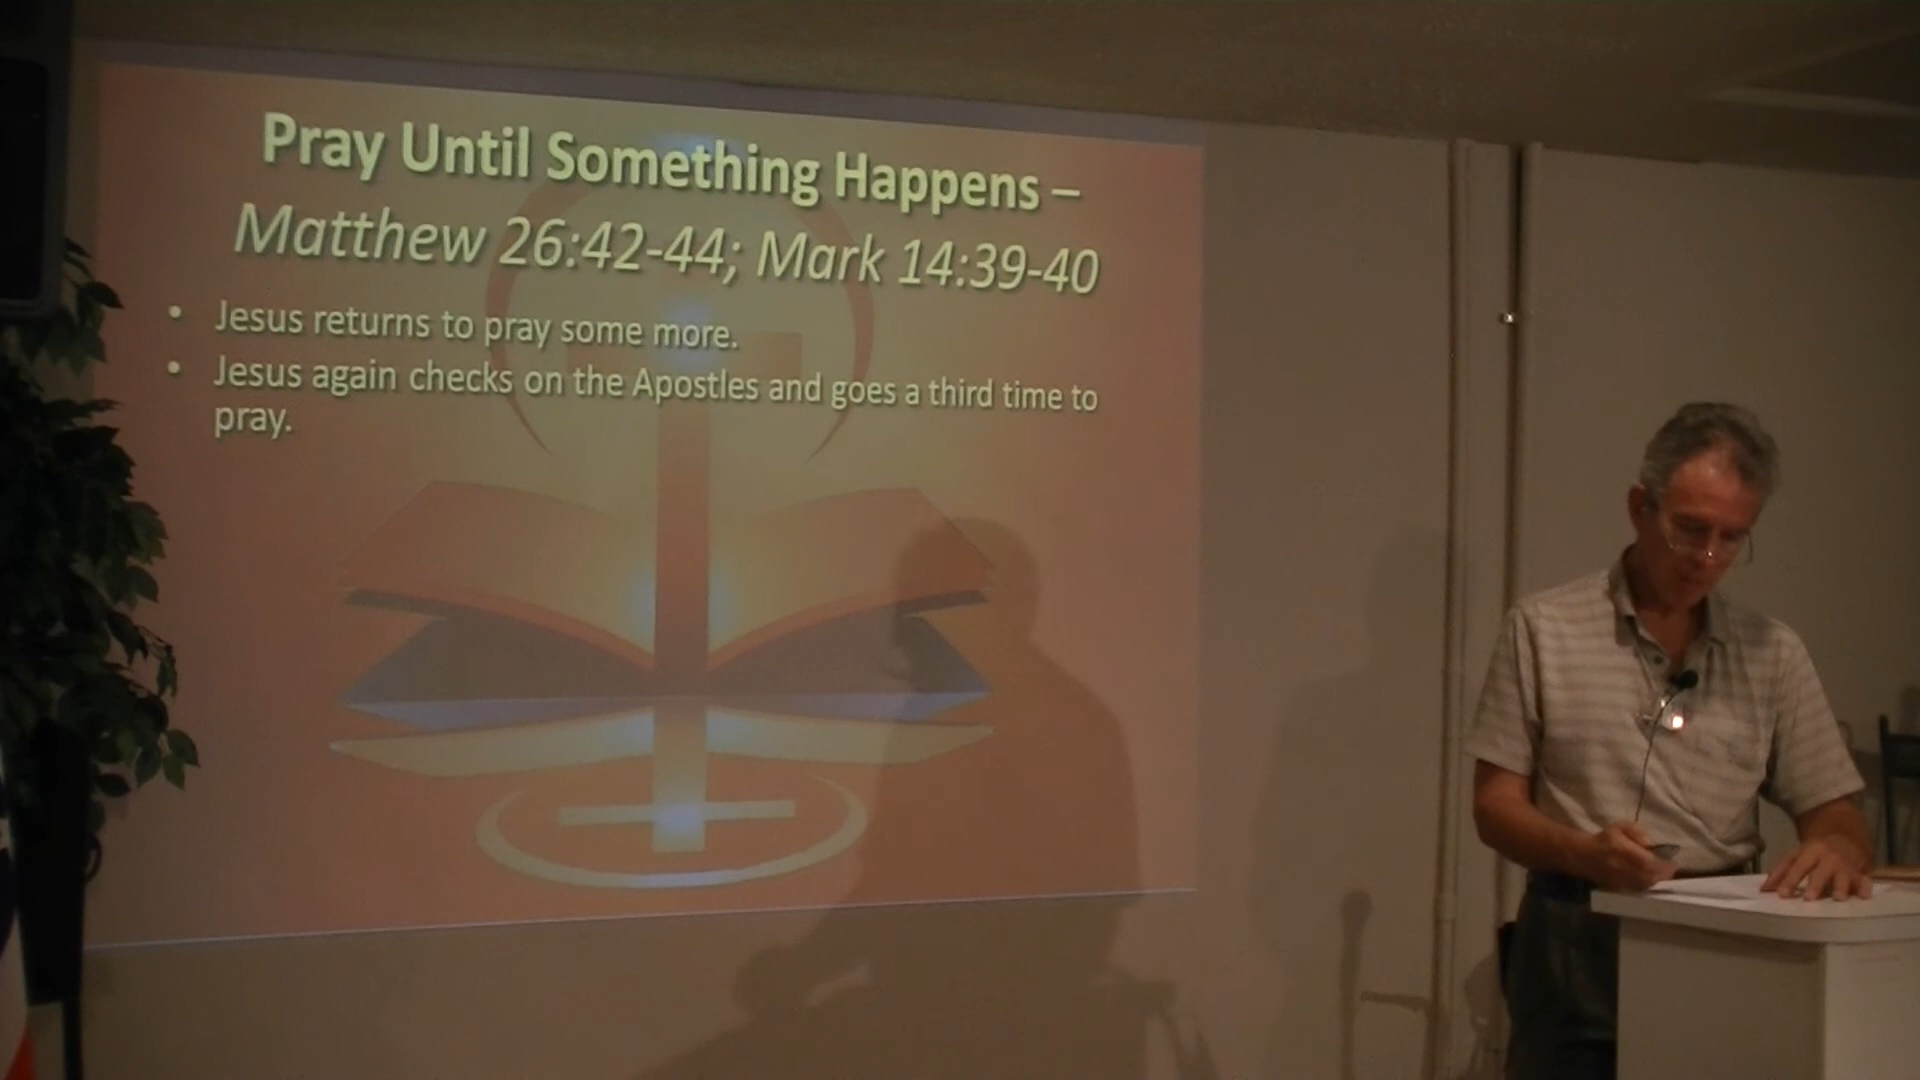 Pray Until Something Happens –
Matthew 26:42-44; Mark 14:39-40
• Jesus returns to pray some more.
• Jesus again checks on the Apostles and goes a third time to
pray.